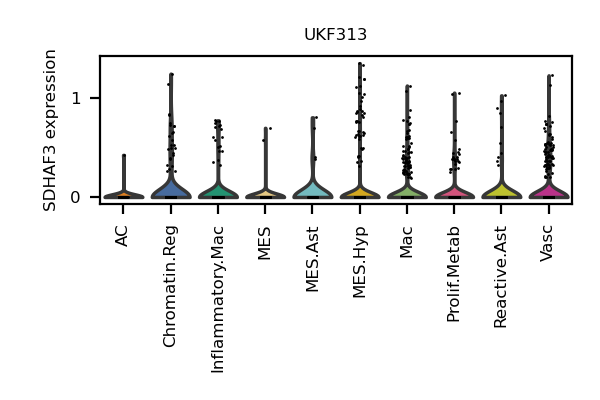 UKF313
SDHAF3 expression
1
0
AC
Chromatin.Reg
Inflammatory.Mac
MES
MES.Ast
MES.Hyp
Mac
Prolif.Metab
Reactive.Ast
Vasc